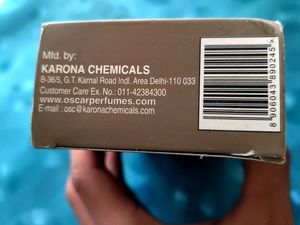 Mfd. by:
KARONA CHEMICALS
B-36/5, G.T. Karnal Road Indl. Area Delhi-110 033
Customer Care Ex. No.: 011-42384300
www.oscarperfumes.com
E-mail : osc@karonachemicals.com
8 906043 890245 >